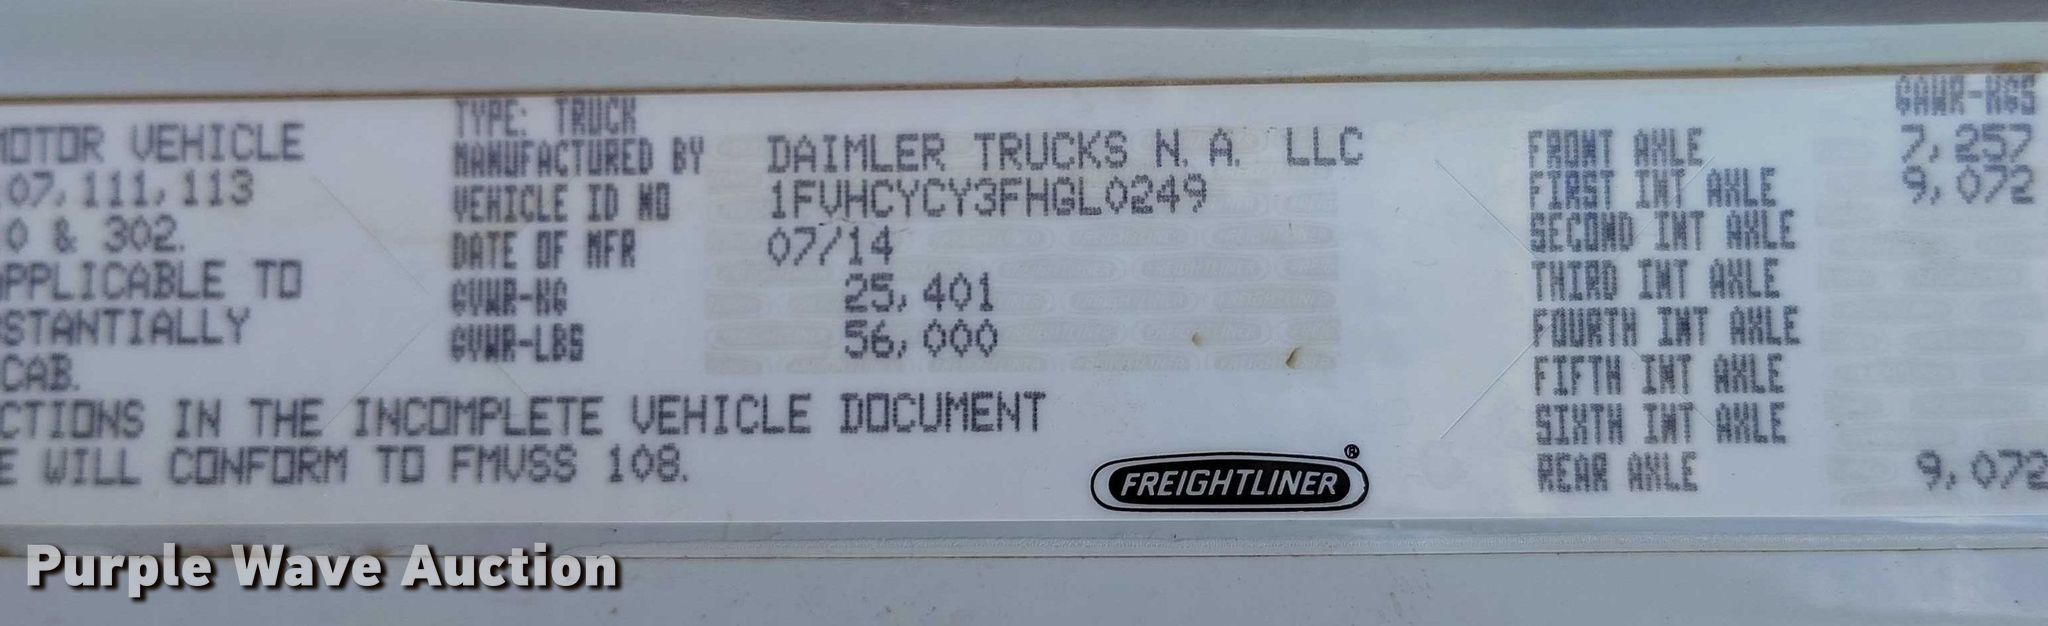 MOTOR VEHICLE
07, 111, 113
0 & 302.
APPLICABLE TO
STANTIALLY
CAB.
CTIONS IN THE INCOMPLETE VEHICLE DOCUMENT
E WILL CONFORM TO FMVSS 108.
TYPE: TRUCK
MANUFACTURED BY DAIMLER TRUCKS N. A. LLC
VEHICLE ID NO 1FVHCYCY3FHGL0249
DATE OF MFR 07/14
GVWR-KG 25, 401
GVWR-LBS 56, 000
FREIGHTLINER®
GAWR-KGS
FRONT AXLE 7, 257
FIRST INT AXLE 9, 072
SECOND INT AXLE
THIRD INT AXLE
FOURTH INT AXLE
FIFTH INT AXLE
SIXTH INT AXLE
REAR AXLE 9, 072
Purple Wave Auction